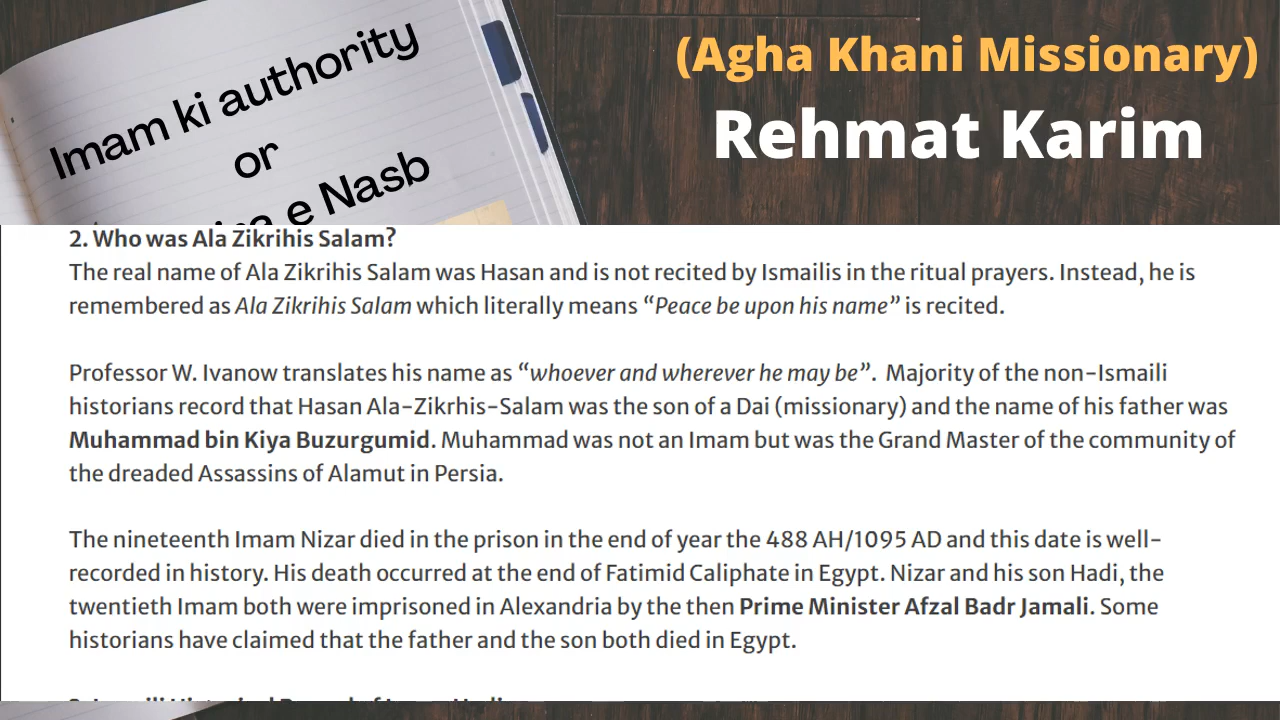 Imam ki authority
or
e Nasb
(Agha Khani Missionary)
Rehmat Karim
2. Who was Ala Zikrihis Salam?
The real name of Ala Zikrihis Salam was Hasan and is not recited by Ismailis in the ritual prayers. Instead, he is
remembered as Ala Zikrihis Salam which literally means “Peace be upon his name” is recited.
Professor W. Ivanow translates his name as “whoever and wherever he may be”. Majority of the non-Ismaili
historians record that Hasan Ala-Zikrhis-Salam was the son of a Dai (missionary) and the name of his father was
Muhammad bin Kiya Buzurgumid. Muhammad was not an Imam but was the Grand Master of the community of
the dreaded Assassins of Alamut in Persia.
The nineteenth Imam Nizar died in the prison in the end of year the 488 AH/1095 AD and this date is well-
recorded in history. His death occurred at the end of Fatimid Caliphate in Egypt. Nizar and his son Hadi, the
twentieth Imam both were imprisoned in Alexandria by the then Prime Minister Afzal Badr Jamali. Some
historians have claimed that the father and the son both died in Egypt.